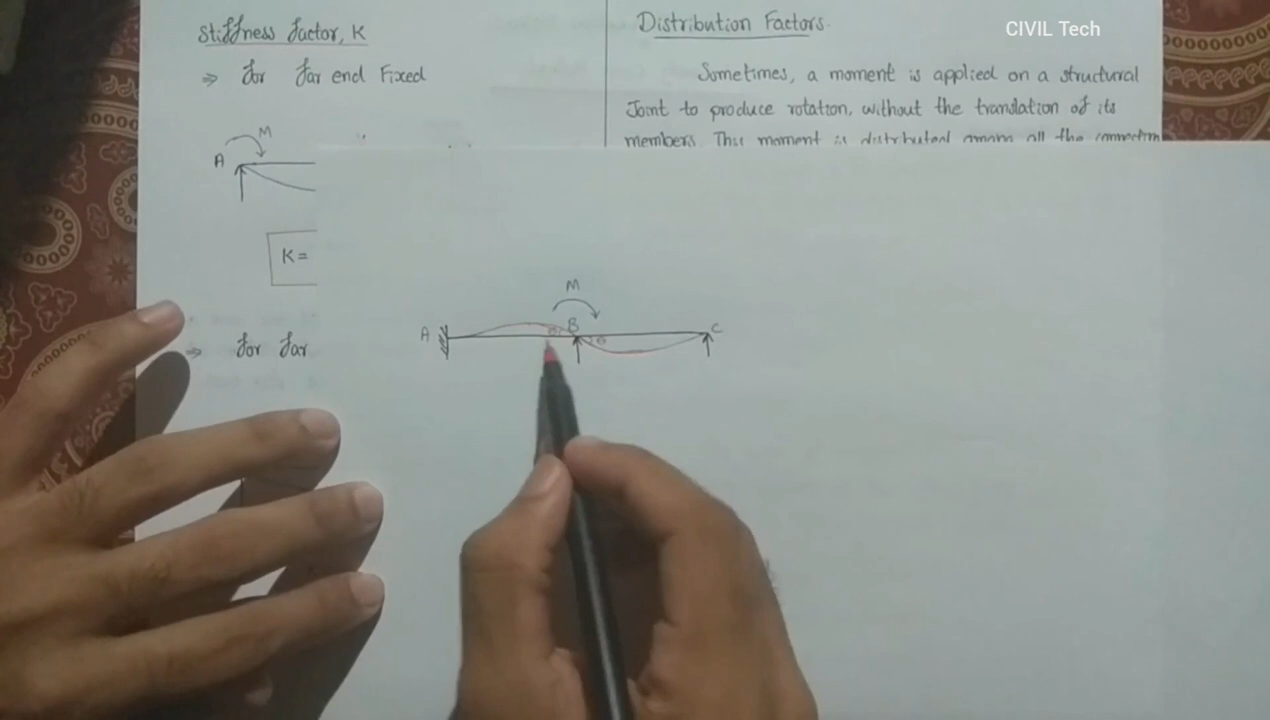 Stiffness factor, K
⇒ for far end Fixed
M
A
K =
⇒ for far
Distribution Factors.
CIVIL Tech
Sometimes, a moment is applied on a structural
Joint to produce rotation, without the translation of its
members. This moment is distributed among all the
M
A
B
C
θ
θ